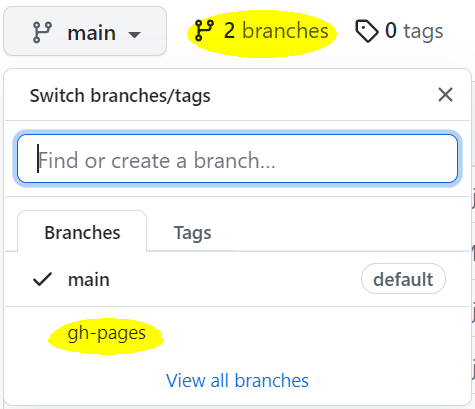 main 2 branches 0 tags
Switch branches/tags
Find or create a branch...
Branches Tags
main default
gh-pages
View all branches